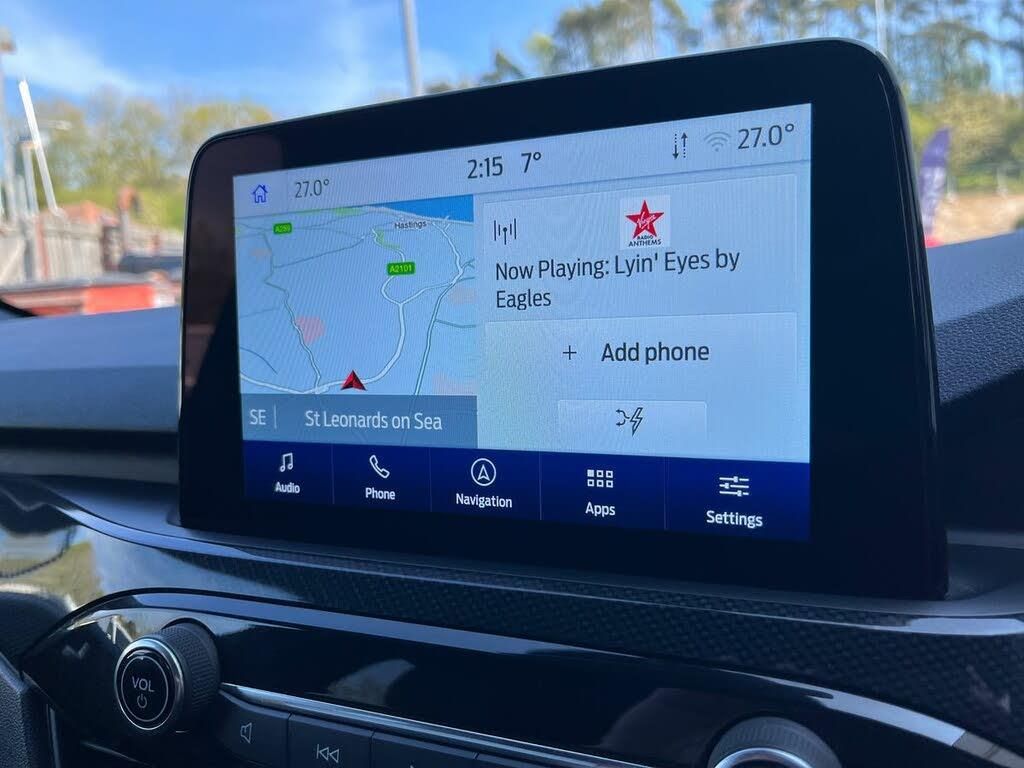 27.0°
2:15 7°
27.0°
A259
Hastings
A2101
Virgin
RADIO
ANTHEMS
Now Playing: Lyin' Eyes by
Eagles
+ Add phone
SE | St Leonards on Sea
Audio
Phone
Navigation
Apps
Settings
VOL